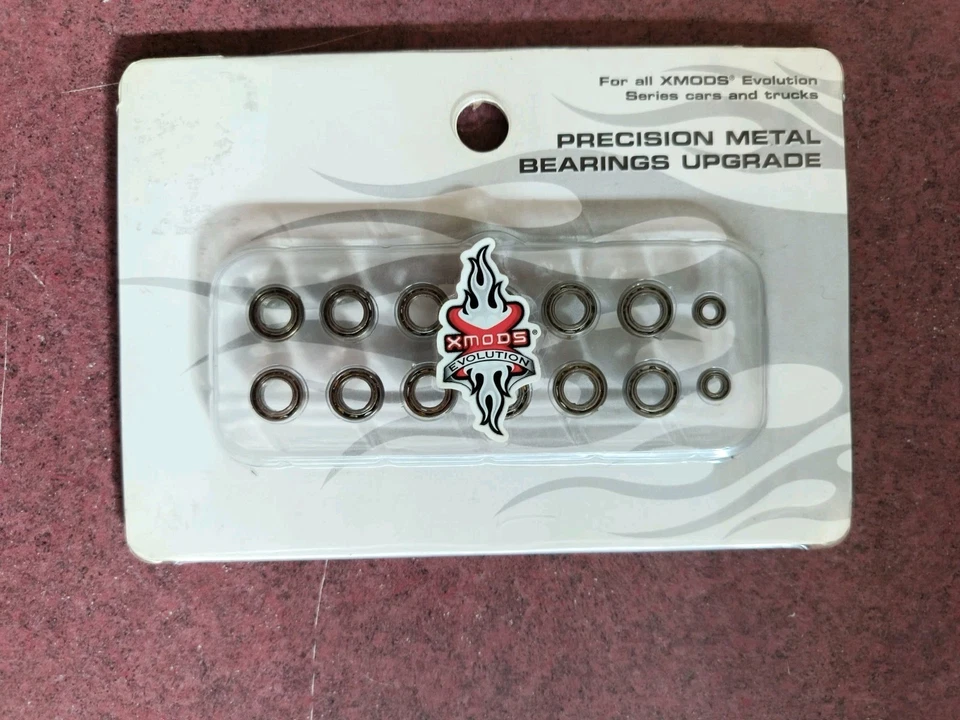 For all XMODS® Evolution
Series cars and trucks
PRECISION METAL
BEARINGS UPGRADE
XMODS®
EVOLUTION